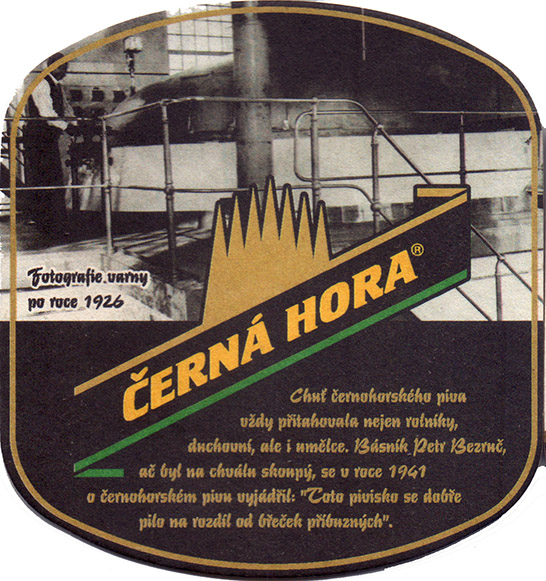 Fotografie varny
po roce 1926
ČERNÁ HORA®
Chuť černohorského piva
vždy přitahovala nejen rolníky,
duchovní, ale i umělce. Básník Petr Bezruč,
ač byl na chválu skoupý, se v roce 1941
o černohorském pivu vyjádřil: "Toto pivisko se dobře
pilo na rozdíl od břeček příbuzných".